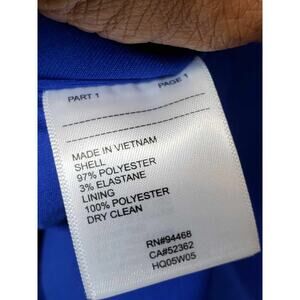 PART 1 PAGE 1
MADE IN VIETNAM
SHELL
97% POLYESTER
3% ELASTANE
LINING
100% POLYESTER
DRY CLEAN
RN#94468
CA#52362
HQ05W05